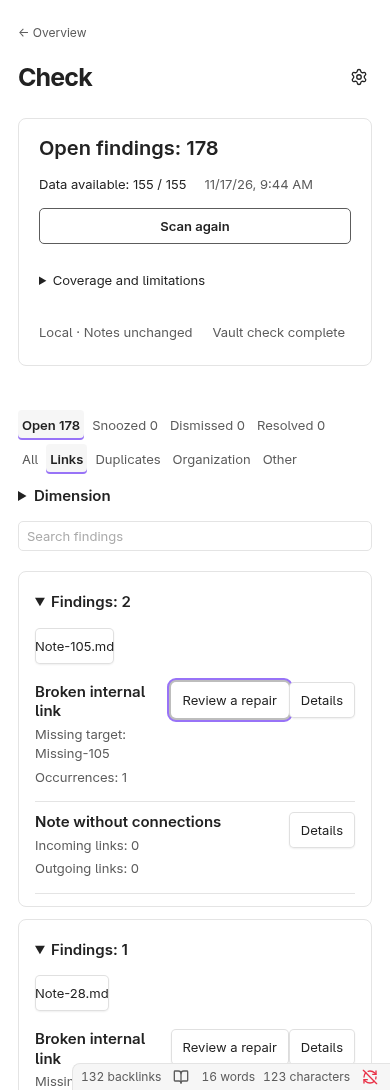 ← Overview
Check
Open findings: 178
Data available: 155 / 155 11/17/26, 9:44 AM
Scan again
Coverage and limitations
Local · Notes unchanged Vault check complete
Open 178 Snoozed 0 Dismissed 0 Resolved 0
All Links Duplicates Organization Other
Dimension
Search findings
Findings: 2
Note-105.md
Broken internal
link
Review a repair Details
Missing target:
Missing-105
Occurrences: 1
Note without connections
Details
Incoming links: 0
Outgoing links: 0
Findings: 1
Note-28.md
Broken internal
link
Review a repair Details
132 backlinks 16 words 123 characters